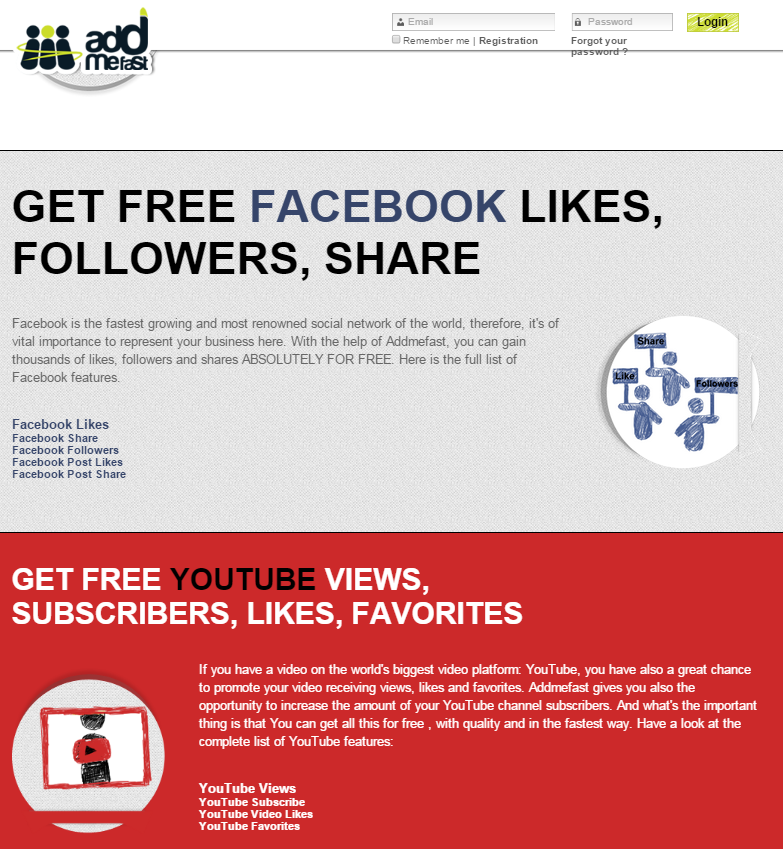 add
me fast
Email
Password
Login
Remember me | Registration
Forgot your
password ?
GET FREE FACEBOOK LIKES,
FOLLOWERS, SHARE
Facebook is the fastest growing and most renowned social network of the world, therefore, it's of
vital importance to represent your business here. With the help of Addmefast, you can gain
thousands of likes, followers and shares ABSOLUTELY FOR FREE. Here is the full list of
Facebook features.
Share
Like
Followers
Facebook Likes
Facebook Share
Facebook Followers
Facebook Post Likes
Facebook Post Share
GET FREE YOUTUBE VIEWS,
SUBSCRIBERS, LIKES, FAVORITES
If you have a video on the world's biggest video platform: YouTube, you have also a great chance
to promote your video receiving views, likes and favorites. Addmefast gives you also the
opportunity to increase the amount of your YouTube channel subscribers. And what's the important
thing is that You can get all this for free , with quality and in the fastest way. Have a look at the
complete list of YouTube features:
YouTube Views
YouTube Subscribe
YouTube Video Likes
YouTube Favorites